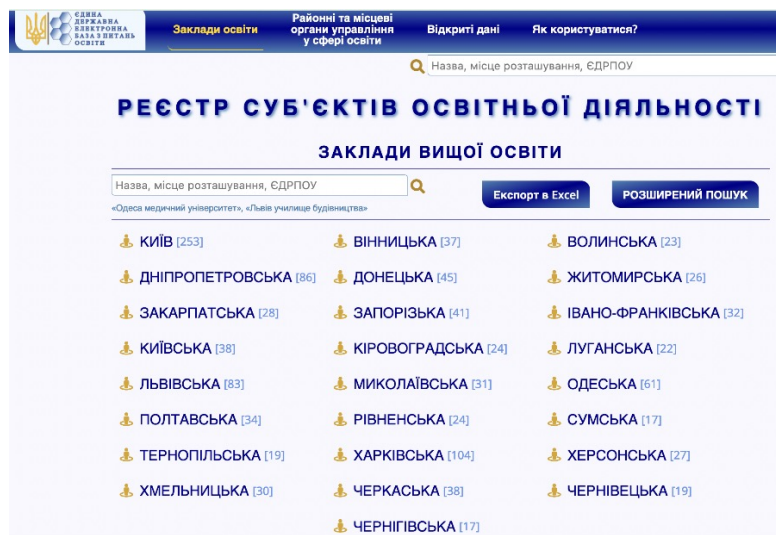 ЄДИНА
ДЕРЖАВНА
ЕЛЕКТРОННА
БАЗА З ПИТАНЬ
ОСВІТИ
Заклади освіти
Районні та місцеві
органи управління
у сфері освіти
Відкриті дані
Як користуватися?
Назва, місце розташування, ЄДРПОУ
РЕЄСТР СУБ'ЄКТІВ ОСВІТНЬОЇ ДІЯЛЬНОСТІ
ЗАКЛАДИ ВИЩОЇ ОСВІТИ
Назва, місце розташування, ЄДРПОУ
Експорт в Excel
РОЗШИРЕНИЙ ПОШУК
«Одеса медичний університет», «Львів училище будівництва»
КИЇВ [253] ВІННИЦЬКА [37] ВОЛИНСЬКА [23]
ДНІПРОПЕТРОВСЬКА [86] ДОНЕЦЬКА [45] ЖИТОМИРСЬКА [26]
ЗАКАРПАТСЬКА [28] ЗАПОРІЗЬКА [41] ІВАНО-ФРАНКІВСЬКА [32]
КИЇВСЬКА [38] КІРОВОГРАДСЬКА [24] ЛУГАНСЬКА [22]
ЛЬВІВСЬКА [83] МИКОЛАЇВСЬКА [31] ОДЕСЬКА [61]
ПОЛТАВСЬКА [34] РІВНЕНСЬКА [24] СУМСЬКА [17]
ТЕРНОПІЛЬСЬКА [19] ХАРКІВСЬКА [104] ХЕРСОНСЬКА [27]
ХМЕЛЬНИЦЬКА [30] ЧЕРКАСЬКА [38] ЧЕРНІВЕЦЬКА [19]
ЧЕРНІГІВСЬКА [17]